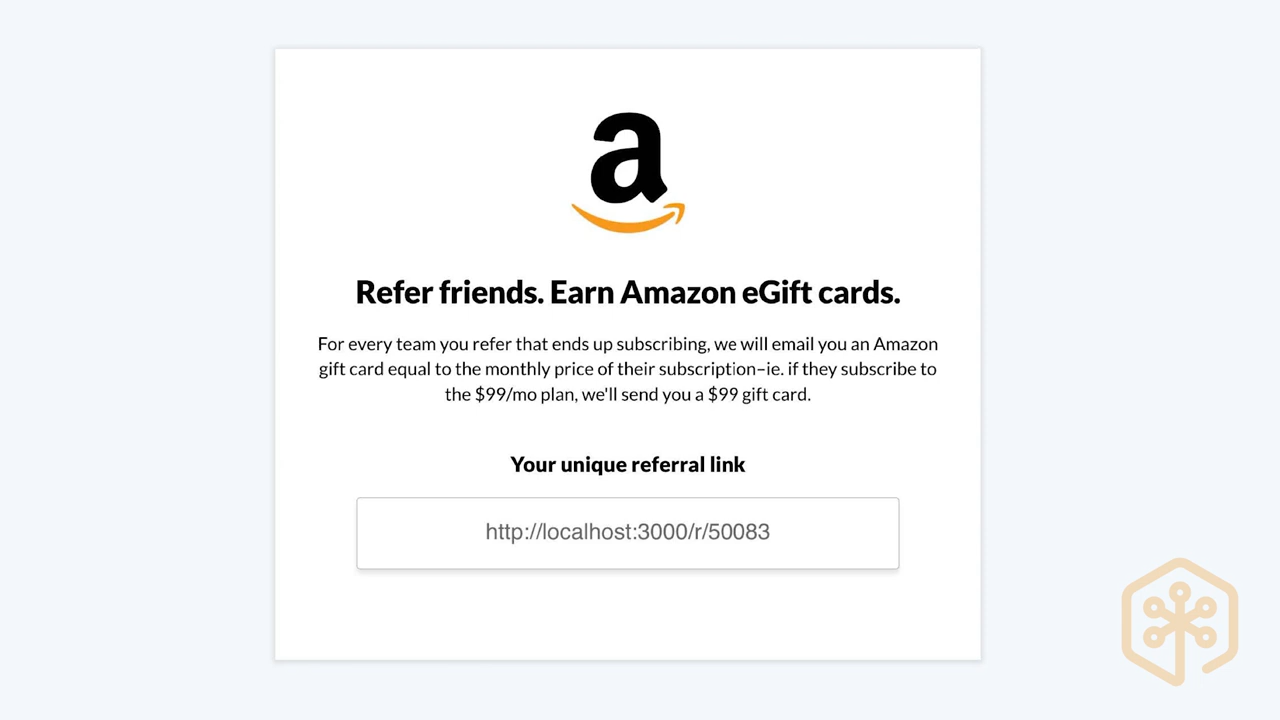 Refer friends. Earn Amazon eGift cards.
For every team you refer that ends up subscribing, we will email you an Amazon
gift card equal to the monthly price of their subscription–ie. if they subscribe to
the $99/mo plan, we'll send you a $99 gift card.
Your unique referral link
http://localhost:3000/r/50083